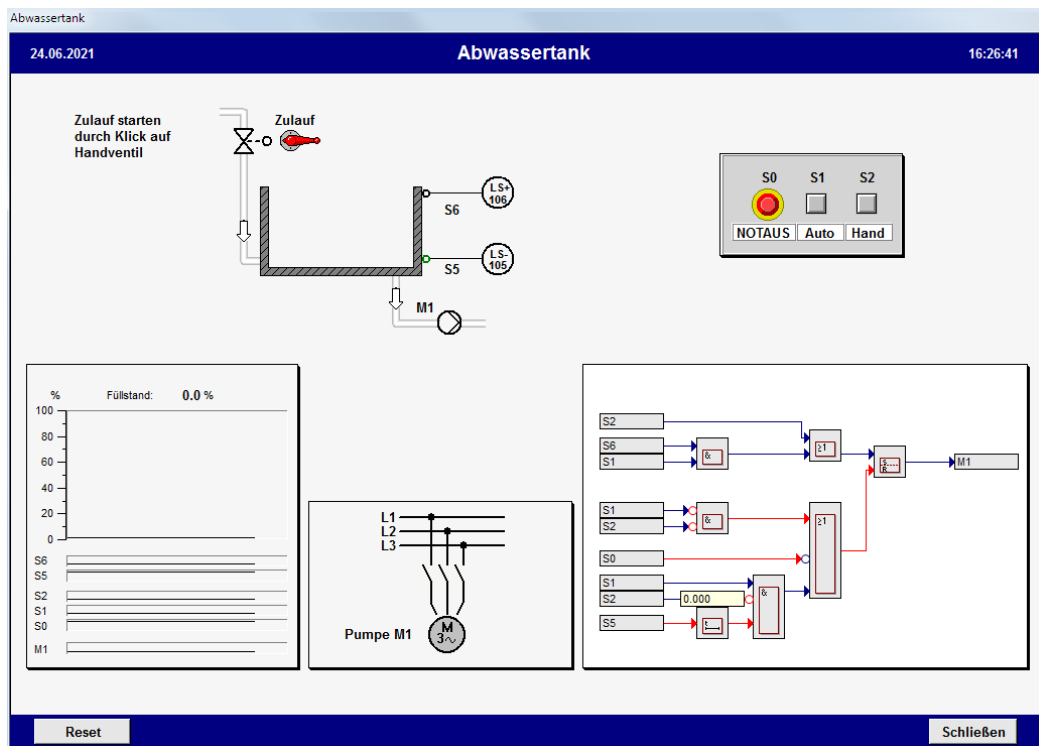 Abwassertank
24.06.2021 Abwassertank 16:26:41
Zulauf starten
durch Klick auf
Handventil
Zulauf
LS+
106
S6
LS-
105
S5
M1
S0 S1 S2
NOTAUS Auto Hand
% Füllstand: 0.0 %
100
80
60
40
20
0
S6
S5
S2
S1
S0
M1
L1
L2
L3
Pumpe M1
M
3~
S2
S6
S1
&
≥1
S....
R
M1
S1
S2
&
≥1
S0
S1
S2 0.000
&
S5
t
Reset Schließen